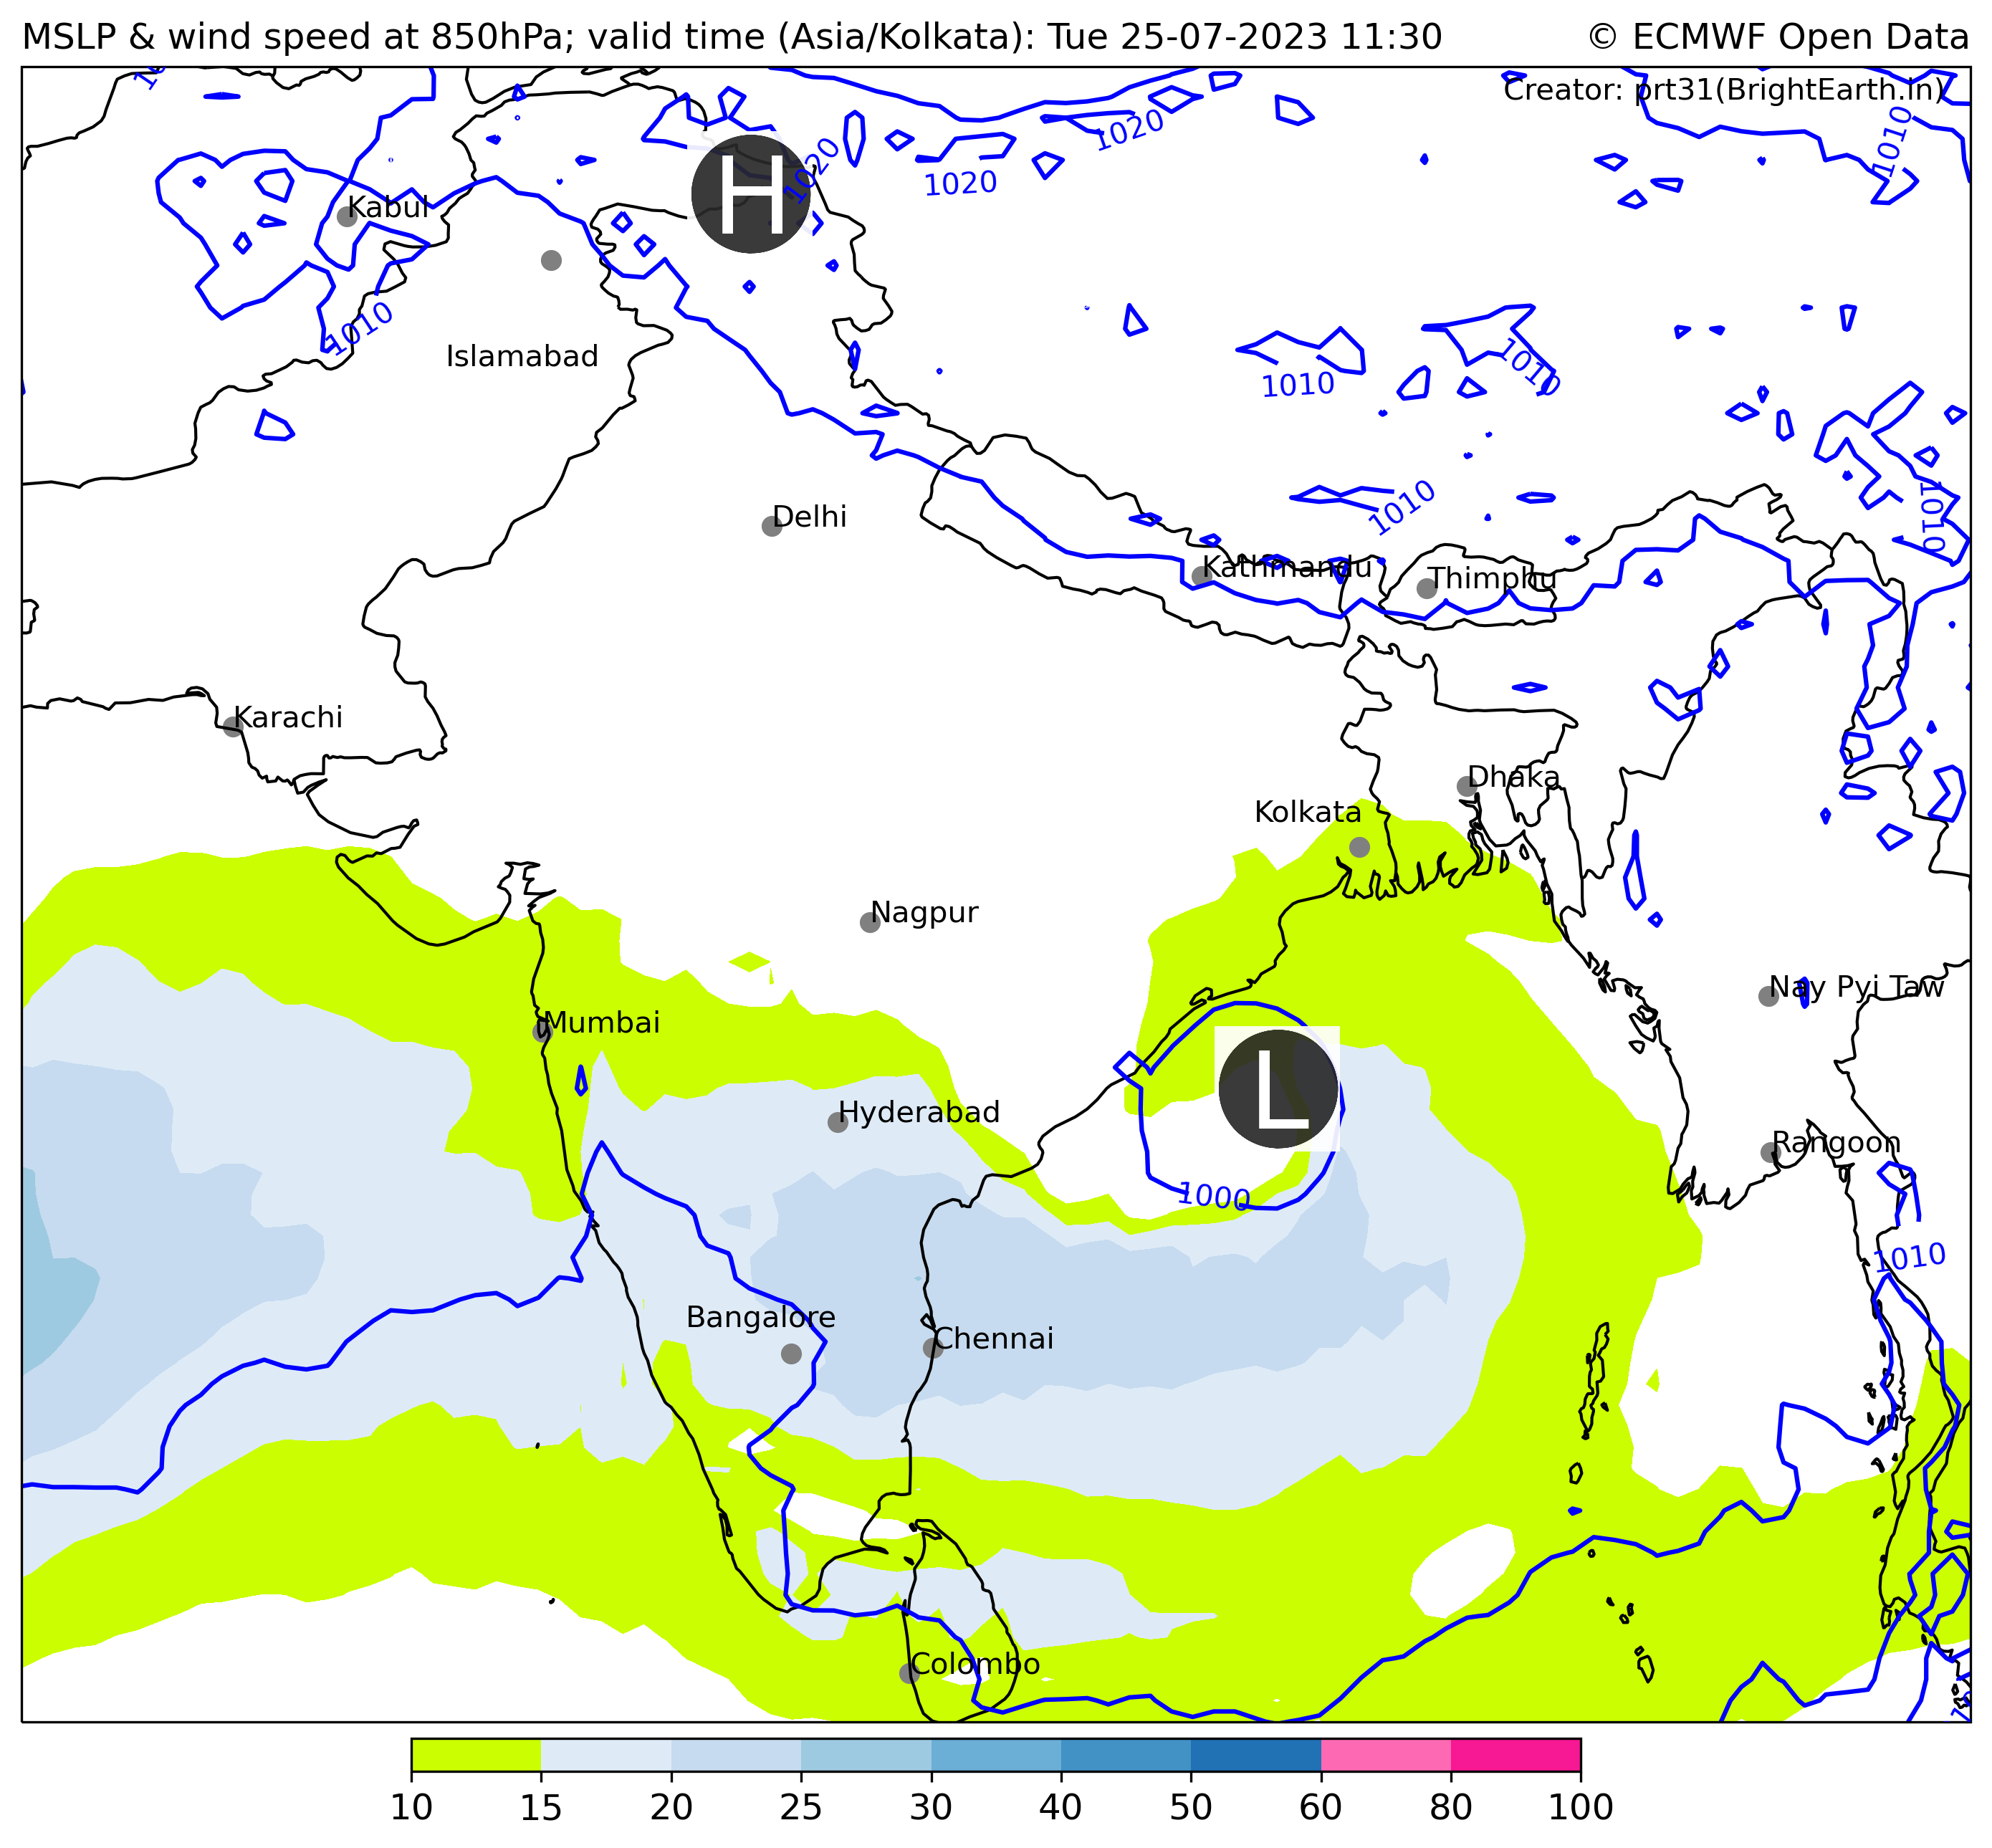 MSLP & wind speed at 850hPa; valid time (Asia/Kolkata): Tue 25-07-2023 11:30
© ECMWF Open Data
Creator: prt31(BrightEarth.in)
1020
1010
H
1020
1020
Kabul
1010
Islamabad
1010
1010
Delhi
1010
1010
Kathmandu
Thimphu
Karachi
Dhaka
Kolkata
Nagpur
Nay Pyi Taw
Mumbai
L
Hyderabad
Rangoon
1000
1010
Bangalore
Chennai
Colombo
10 15 20 25 30 40 50 60 80 100